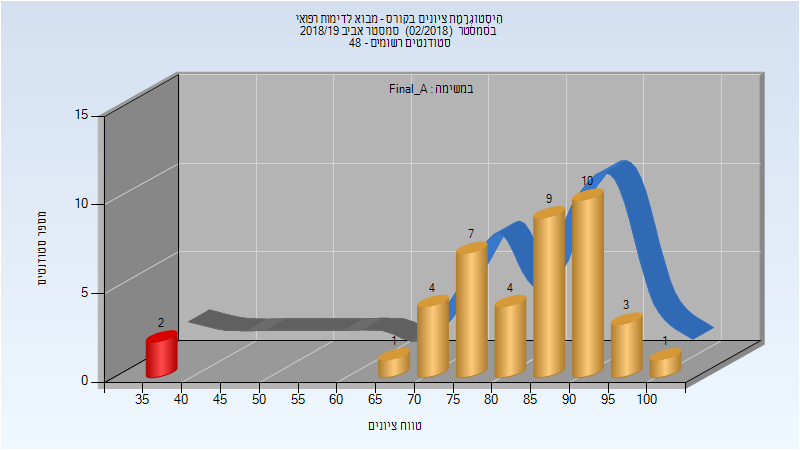 היסטוגרמת ציונים בקורס - מבוא לדימות רפואי
בסמסטר (02/2018) סמסטר אביב 2018/19
סטודנטים רשומים - 48
במשימה : Final_A
מספר סטודנטים
15
10
5
0
2
1
4
7
4
9
10
3
1
35 40 45 50 55 60 65 70 75 80 85 90 95 100
טווח ציונים